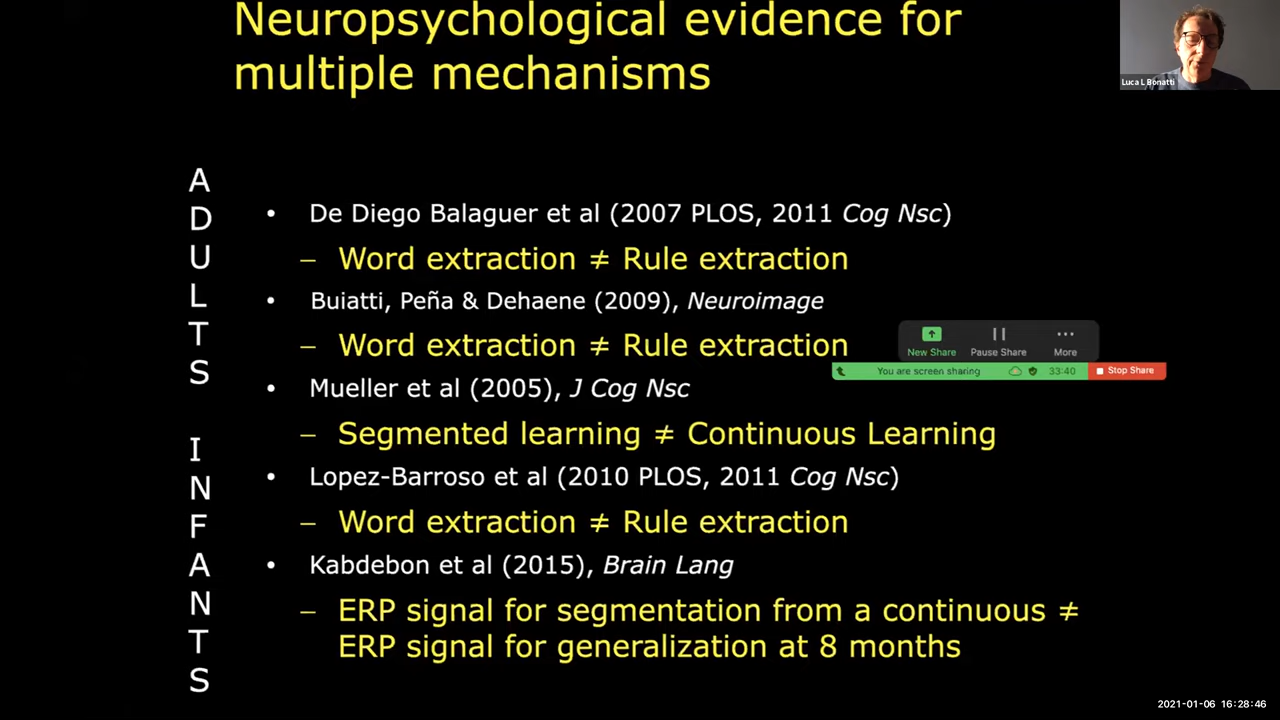 Neuropsychological evidence for
multiple mechanisms
Luca L Bonatti
ADULTS
INFANTS
• De Diego Balaguer et al (2007 PLOS, 2011 Cog Nsc)
– Word extraction ≠ Rule extraction
• Buiatti, Peña & Dehaene (2009), Neuroimage
– Word extraction ≠ Rule extraction
New Share Pause Share More
You are screen sharing 33:40 Stop Share
• Mueller et al (2005), J Cog Nsc
– Segmented learning ≠ Continuous Learning
• Lopez-Barroso et al (2010 PLOS, 2011 Cog Nsc)
– Word extraction ≠ Rule extraction
• Kabdebon et al (2015), Brain Lang
– ERP signal for segmentation from a continuous ≠
ERP signal for generalization at 8 months
2021-01-06 16:28:46